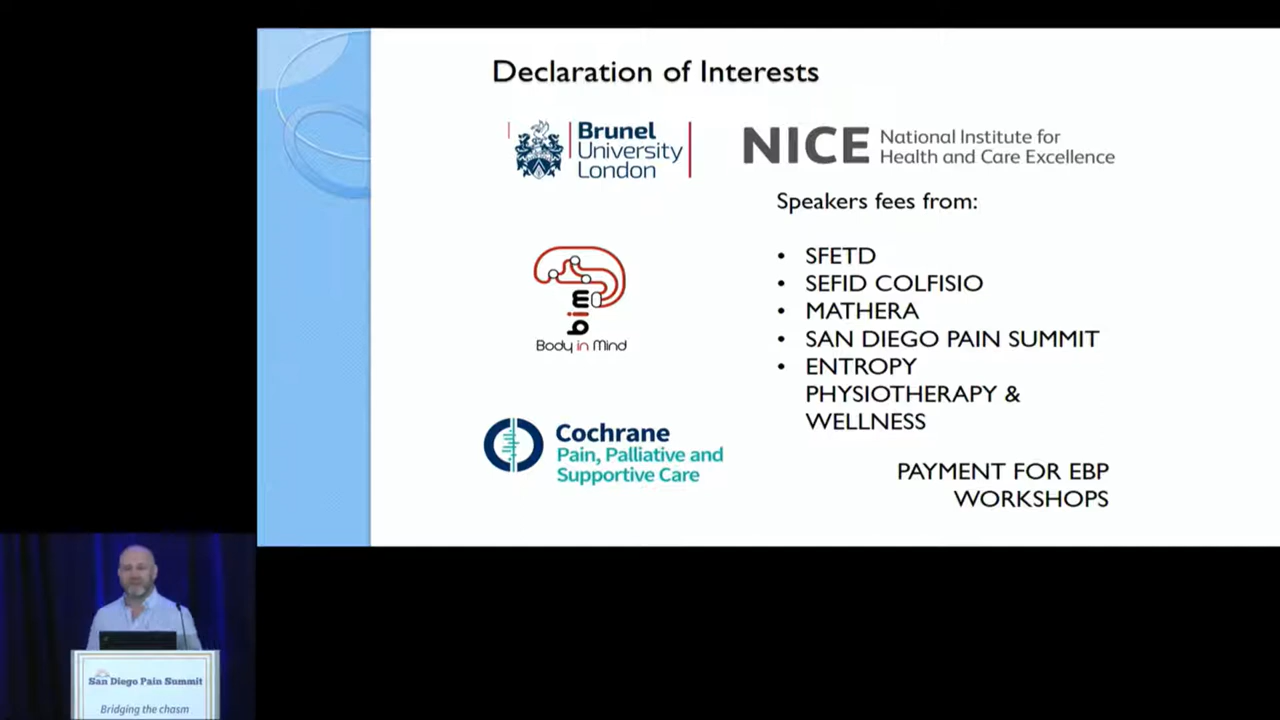 Declaration of Interests
Brunel
University
London
NICE
National Institute for
Health and Care Excellence
Speakers fees from:
• SFETD
• SEFID COLFISIO
• MATHERA
• SAN DIEGO PAIN SUMMIT
• ENTROPY
PHYSIOTHERAPY &
WELLNESS
bim
Body in Mind
Cochrane
Pain, Palliative and
Supportive Care
PAYMENT FOR EBP
WORKSHOPS
San Diego Pain Summit
Bridging the chasm